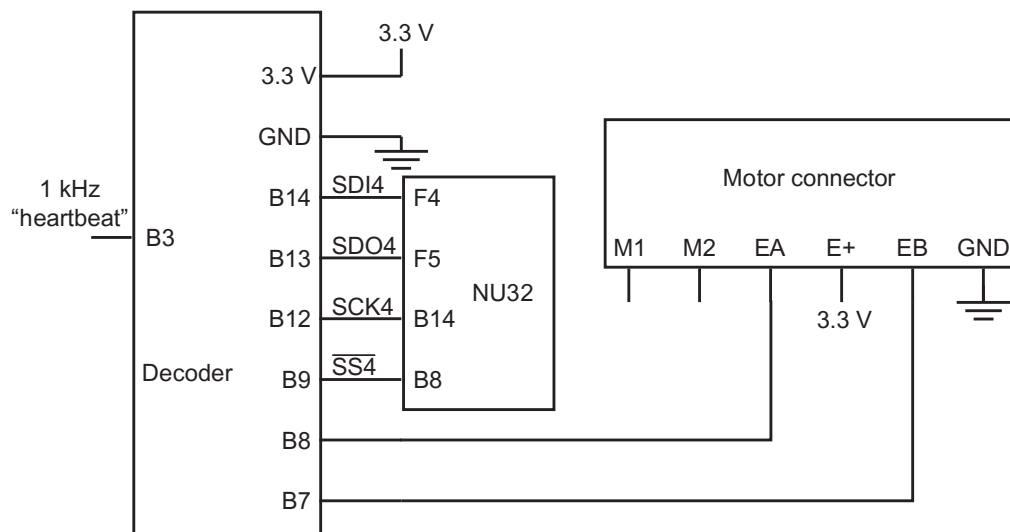 3.3 V
3.3 V
GND
1 kHz
“heartbeat”
B3
B14
SDI4
F4
B13
SDO4
F5
NU32
B12
SCK4
B14
Decoder
B9
SS4
B8
B8
B7
Motor connector
M1 M2 EA E+ EB GND
3.3 V